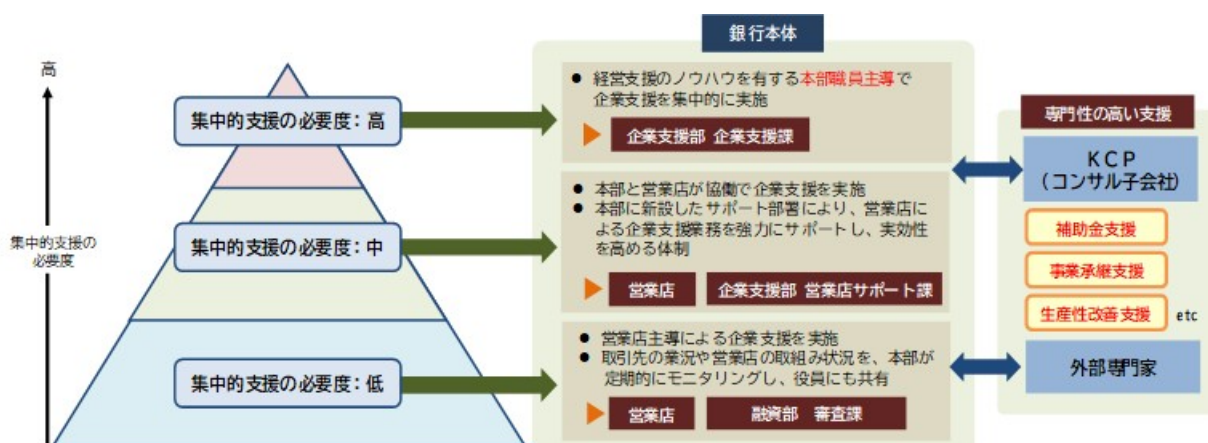 高
集中的支援の
必要度
集中的支援の必要度：高
集中的支援の必要度：中
集中的支援の必要度：低
銀行本体
● 経営支援のノウハウを有する本部職員主導で
企業支援を集中的に実施
企業支援部 企業支援課
● 本部と営業店が協働で企業支援を実施
● 本部に新設したサポート部署により、営業店に
よる企業支援業務を強力にサポートし、実効性
を高める体制
営業店 企業支援部 営業店サポート課
● 営業店主導による企業支援を実施
● 取引先の業況や営業店の取組み状況を、本部が
定期的にモニタリングし、役員にも共有
営業店 融資部 審査課
専門性の高い支援
ＫＣＰ
（コンサル子会社）
補助金支援
事業承継支援
生産性改善支援 etc
外部専門家